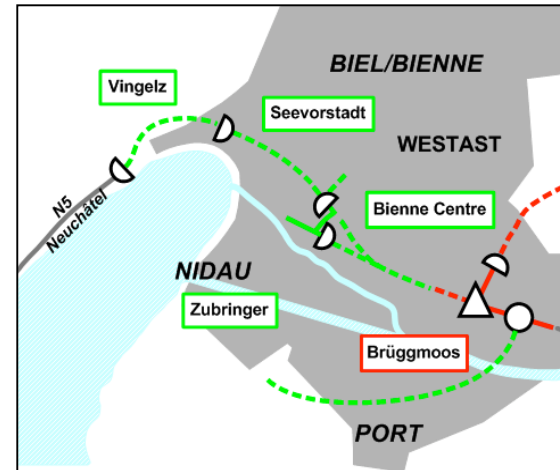 BIEL/BIENNE
Vingelz
Seevorstadt
WESTAST
Bienne Centre
N5
Neuchâtel
NIDAU
Zubringer
Brüggmoos
PORT